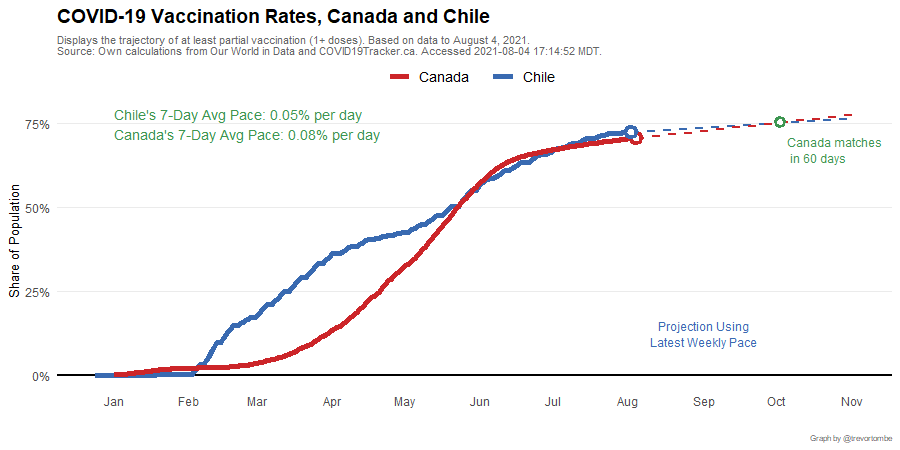 COVID-19 Vaccination Rates, Canada and Chile
Displays the trajectory of at least partial vaccination (1+ doses). Based on data to August 4, 2021.
Source: Own calculations from Our World in Data and COVID19Tracker.ca. Accessed 2021-08-04 17:14:52 MDT.
Canada Chile
Chile's 7-Day Avg Pace: 0.05% per day
Canada's 7-Day Avg Pace: 0.08% per day
Canada matches
in 60 days
Share of Population
75%
50%
25%
0%
Projection Using
Latest Weekly Pace
Jan Feb Mar Apr May Jun Jul Aug Sep Oct Nov
Graph by @trevortombe